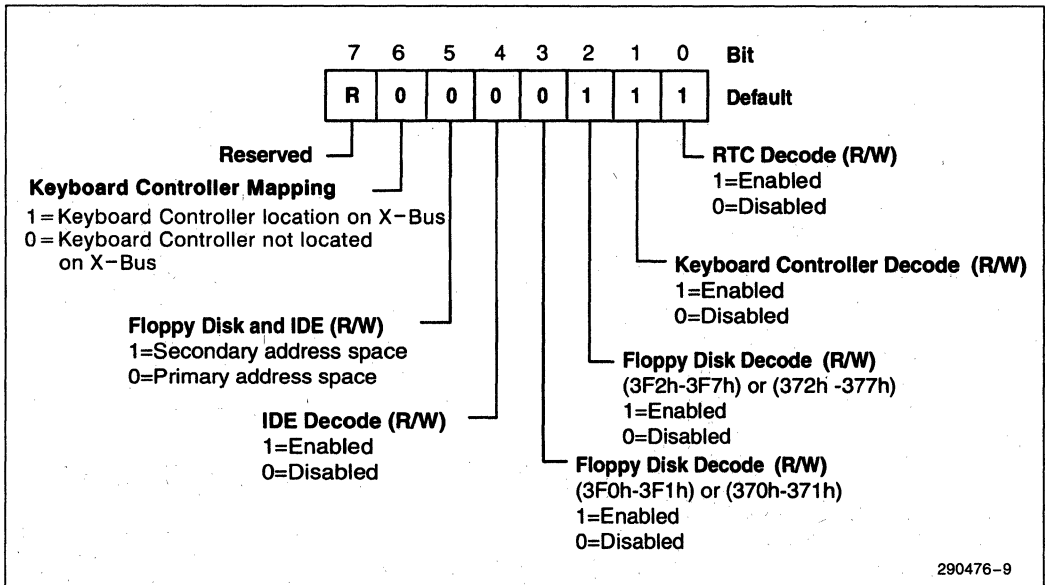 7 6 5 4 3 2 1 0 Bit
R 0 0 0 0 1 1 1 Default
Reserved
Keyboard Controller Mapping
1=Keyboard Controller location on X-Bus
0=Keyboard Controller not located
on X-Bus
Floppy Disk and IDE (R/W)
1=Secondary address space
0=Primary address space
IDE Decode (R/W)
1=Enabled
0=Disabled
RTC Decode (R/W)
1=Enabled
0=Disabled
Keyboard Controller Decode (R/W)
1=Enabled
0=Disabled
Floppy Disk Decode (R/W)
(3F2h-3F7h) or (372h -377h)
1=Enabled
0=Disabled
Floppy Disk Decode (R/W)
(3F0h-3F1h) or (370h-371h)
1=Enabled
0=Disabled
290476-9